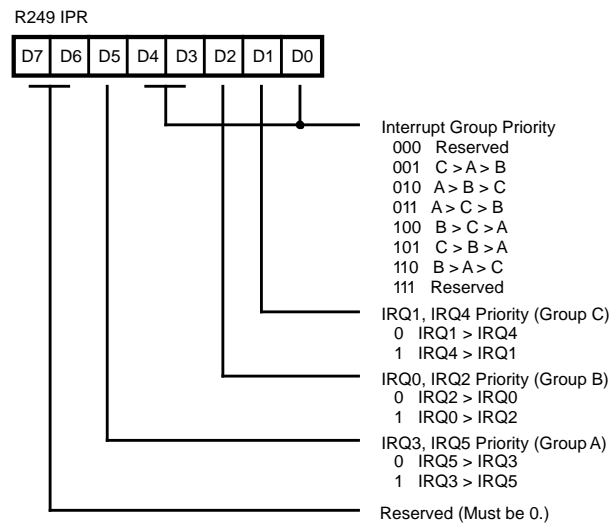 R249 IPR
D7 D6 D5 D4 D3 D2 D1 D0
Interrupt Group Priority
000 Reserved
001 C > A > B
010 A > B > C
011 A > C > B
100 B > C > A
101 C > B > A
110 B > A > C
111 Reserved
IRQ1, IRQ4 Priority (Group C)
0 IRQ1 > IRQ4
1 IRQ4 > IRQ1
IRQ0, IRQ2 Priority (Group B)
0 IRQ2 > IRQ0
1 IRQ0 > IRQ2
IRQ3, IRQ5 Priority (Group A)
0 IRQ5 > IRQ3
1 IRQ3 > IRQ5
Reserved (Must be 0.)